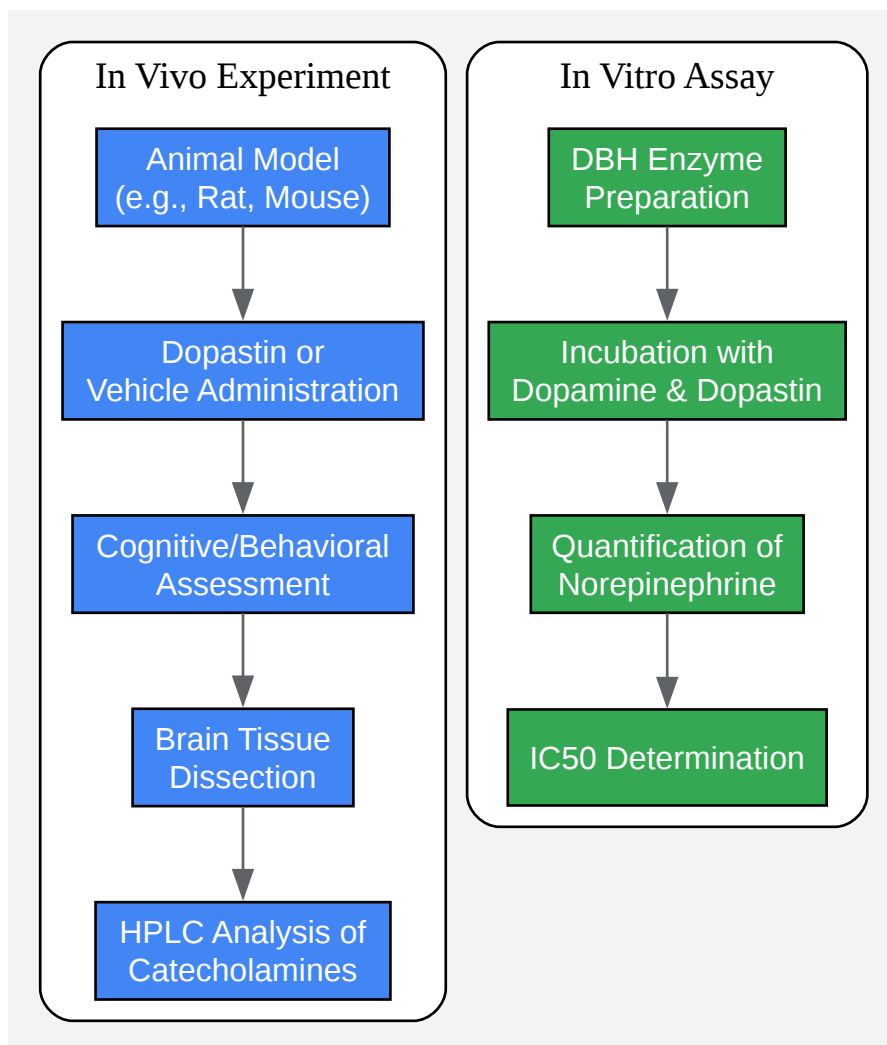 In Vivo Experiment
Animal Model
(e.g., Rat, Mouse)
Dopastin or
Vehicle Administration
Cognitive/Behavioral
Assessment
Brain Tissue
Dissection
HPLC Analysis of
Catecholamines
In Vitro Assay
DBH Enzyme
Preparation
Incubation with
Dopamine & Dopastin
Quantification of
Norepinephrine
IC50 Determination